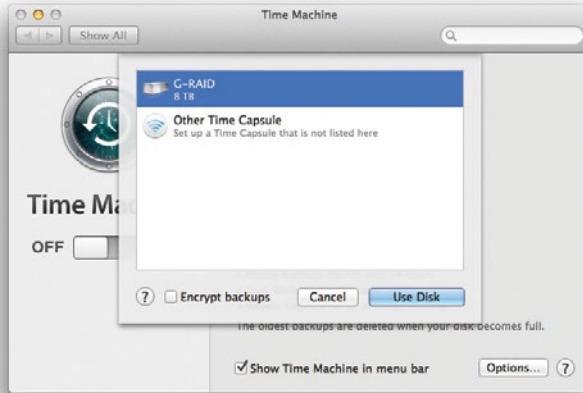 Time Machine
Show All
G-RAID
8 TB
Other Time Capsule
Set up a Time Capsule that is not listed here
Time Ma
OFF
? Encrypt backups Cancel Use Disk
The oldest backups are deleted when your disk becomes full.
Show Time Machine in menu bar Options... ?